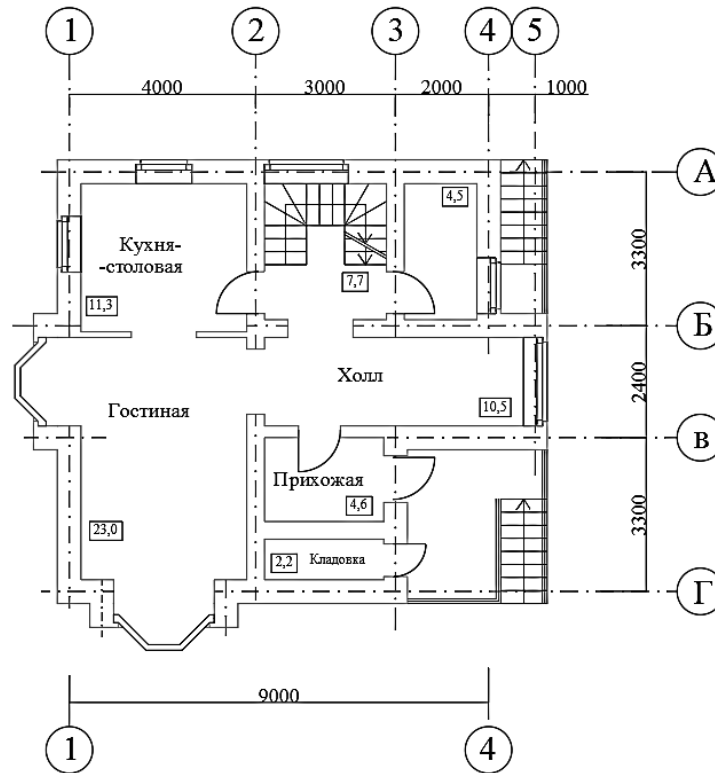 1 2 3 4 5
4000 3000 2000 1000
А
4,5
Кухня-
-столовая
7,7
3300
11,3
Б
Холл
2400
Гостиная
10,5
в
Прихожая
4,6
23,0
3300
2,2 Кладовка
Г
9000
1 4